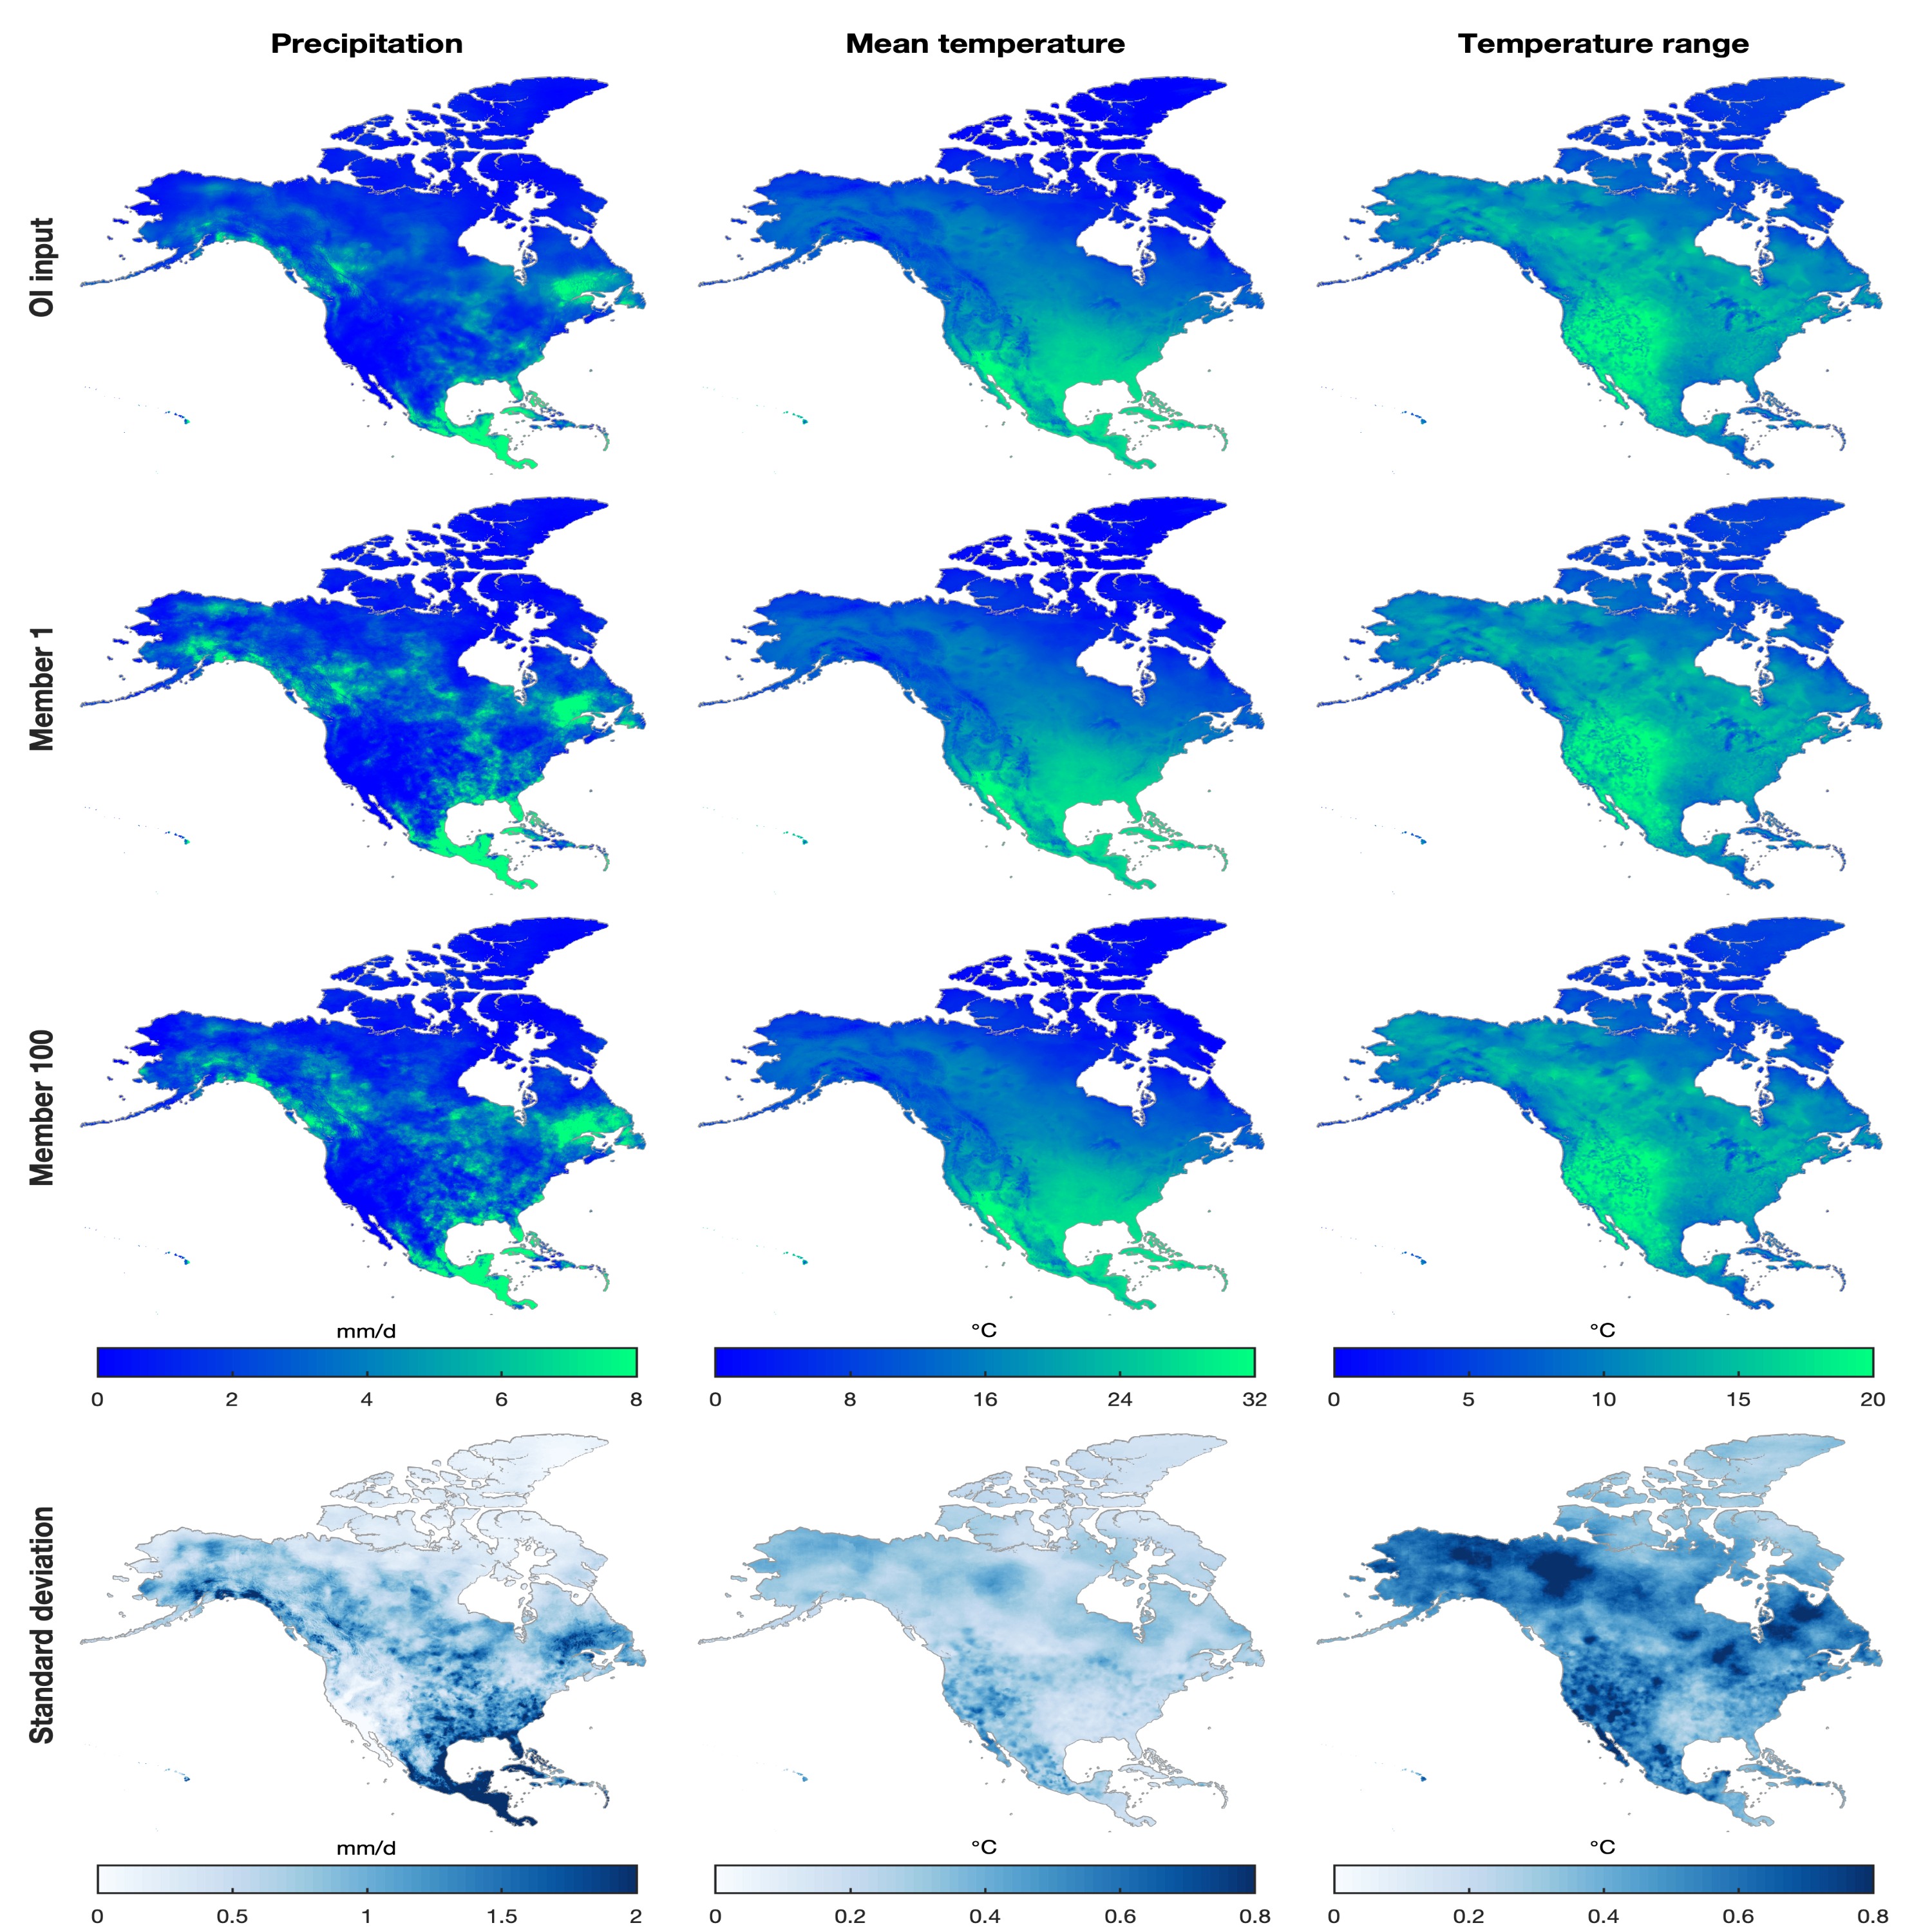 Precipitation Mean temperature Temperature range
OI input
Member 1
Member 100
mm/d °C °C
0 2 4 6 8 0 8 16 24 32 0 5 10 15 20
Standard deviation
mm/d °C °C
0 0.5 1 1.5 2 0 0.2 0.4 0.6 0.8 0 0.2 0.4 0.6 0.8